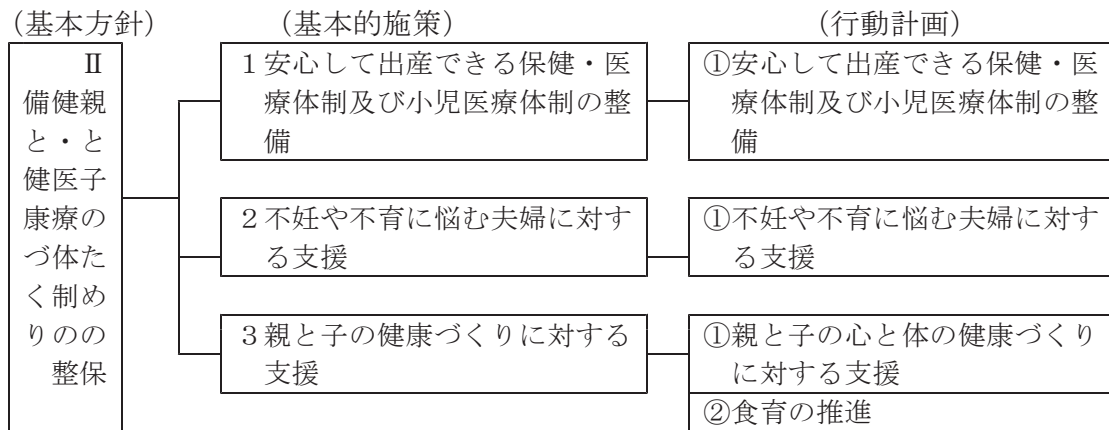 (基本方針)
(基本的施策)
(行動計画)
Ⅱ
親と子のための保
健・医療体制の整
備と健康づくり
1安心して出産できる保健・医
療体制及び小児医療体制の整
備
①安心して出産できる保健・医
療体制及び小児医療体制の整
備
2不妊や不育に悩む夫婦に対す
る支援
①不妊や不育に悩む夫婦に対す
る支援
3親と子の健康づくりに対する
支援
①親と子の心と体の健康づくり
に対する支援
②食育の推進